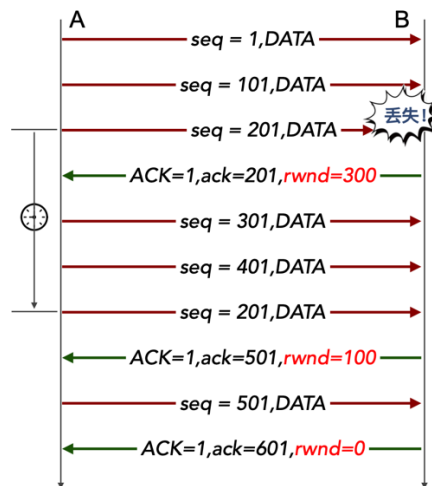 A B
seq = 1,DATA
seq = 101,DATA
丢失!
seq = 201,DATA
ACK=1,ack=201,rwnd=300
seq = 301,DATA
seq = 401,DATA
seq = 201,DATA
ACK=1,ack=501,rwnd=100
seq = 501,DATA
ACK=1,ack=601,rwnd=0